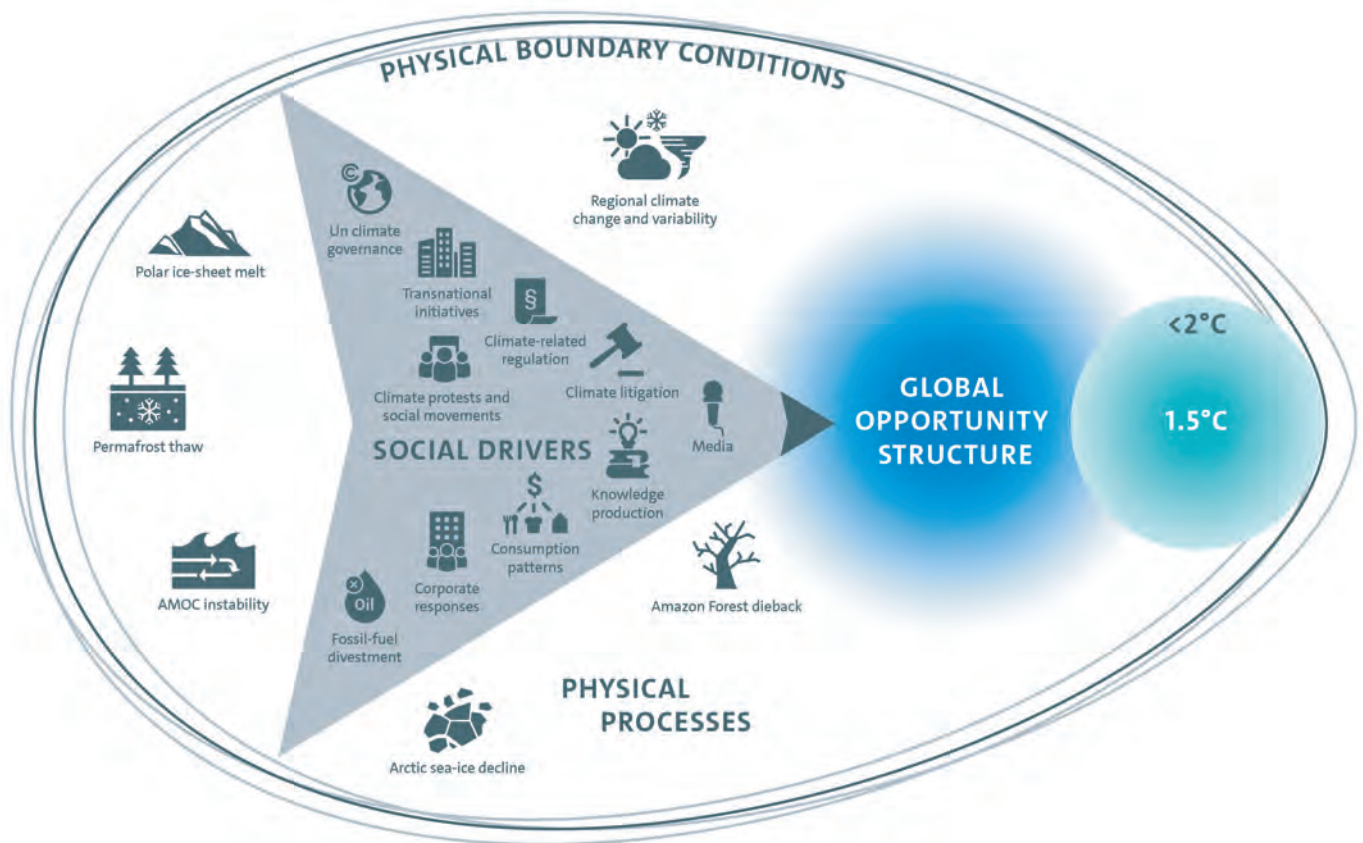 PHYSICAL BOUNDARY CONDITIONS
Regional climate
change and variability
Un climate
governance
Polar ice-sheet melt
Transnational
initiatives
§
Climate-related
regulation
<2°C
Climate protests and
social movements
Climate litigation
GLOBAL
OPPORTUNITY
STRUCTURE
1.5°C
Permafrost thaw
SOCIAL DRIVERS
Media
$
Knowledge
production
Consumption
patterns
AMOC instability
Corporate
responses
Oil
Fossil-fuel
divestment
Amazon Forest dieback
PHYSICAL
PROCESSES
Arctic sea-ice decline